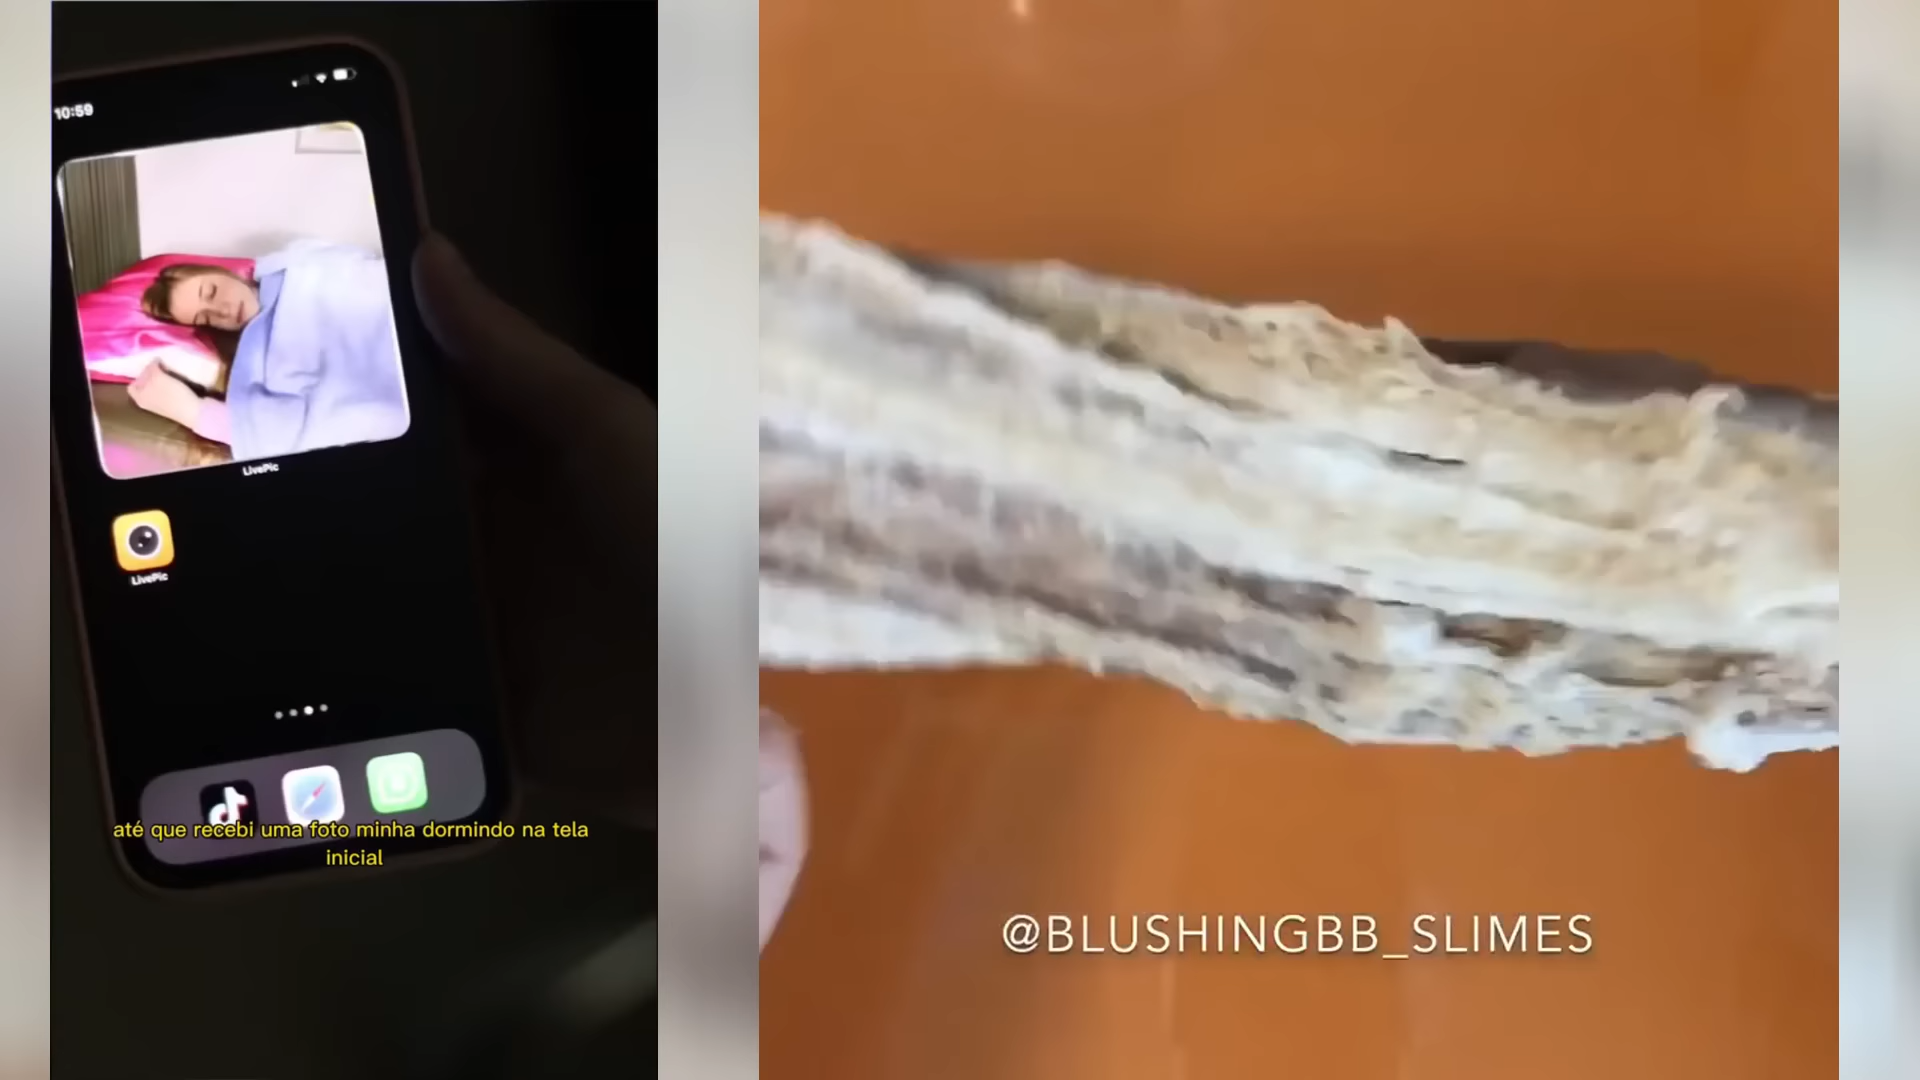 10:59
LivePic
LivePic
até que recebi uma foto minha dormindo na tela
inicial
@BLUSHINGBB_SLIMES